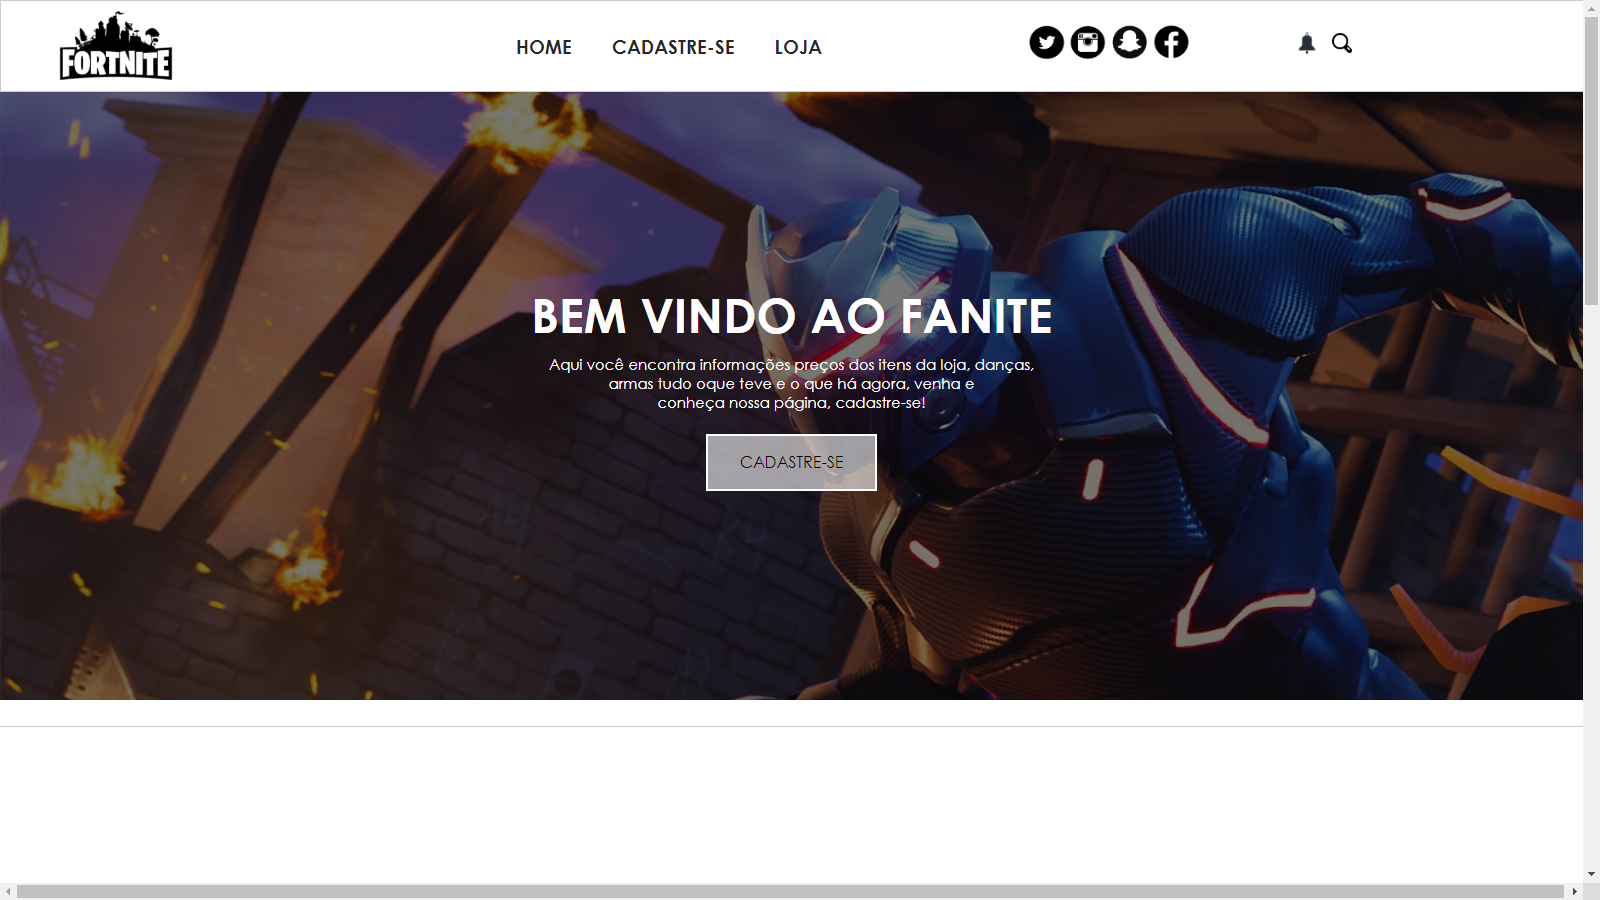 FORTNITE
HOME CADASTRE-SE LOJA
BEM VINDO AO FANITE
Aqui você encontra informações preços dos itens da loja, danças,
armas tudo oque teve e o que há agora, venha e
conheça nossa página, cadastre-se!
CADASTRE-SE